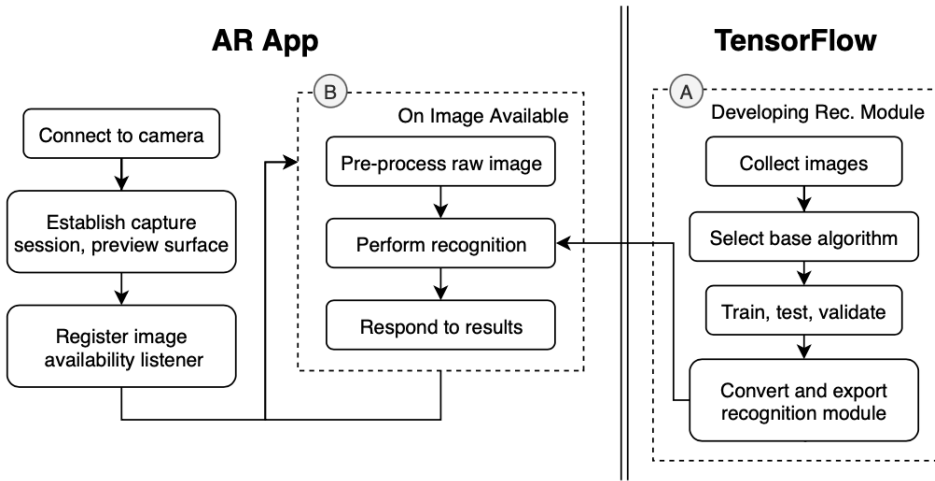 AR App
Connect to camera
Establish capture
session, preview surface
Register image
availability listener
B
On Image Available
Pre-process raw image
Perform recognition
Respond to results
TensorFlow
A
Developing Rec. Module
Collect images
Select base algorithm
Train, test, validate
Convert and export
recognition module